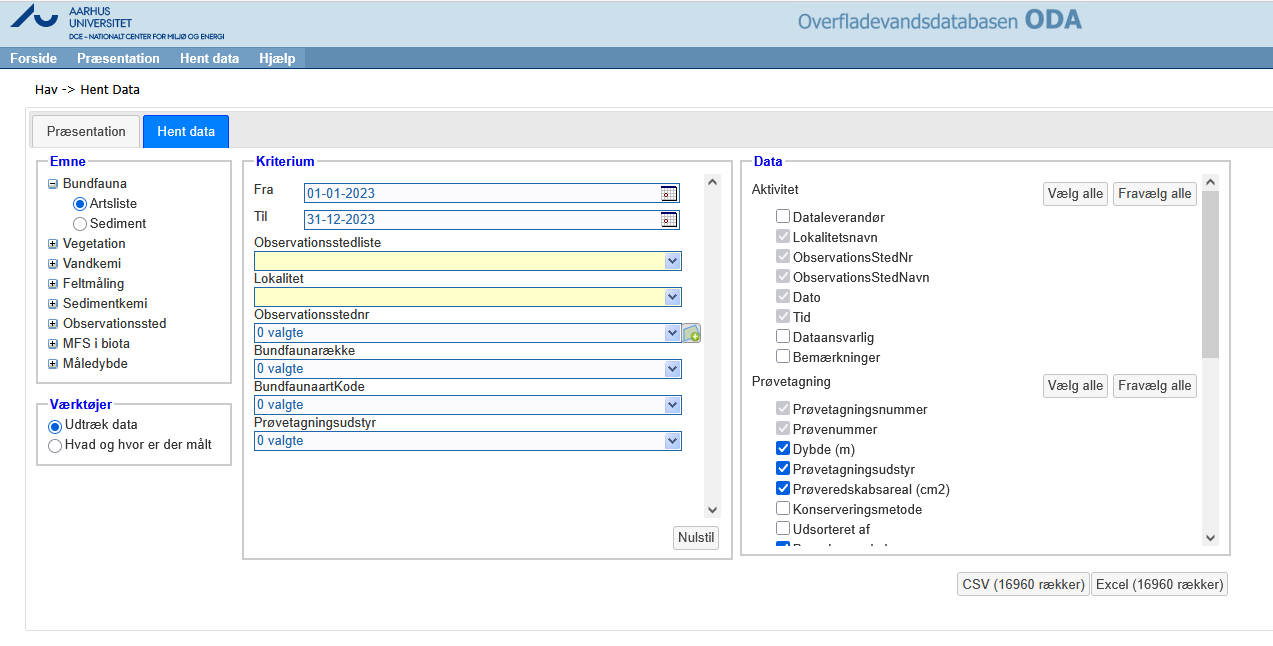 AARHUS
UNIVERSITET
DCE – NATIONALT CENTER FOR MILJØ OG ENERGI
Overfladevandsdatabasen ODA
Forside Præsentation Hent data Hjælp
Hav -> Hent Data
Præsentation Hent data
Emne
Bundfauna
Artsliste
Sediment
Vegetation
Vandkemi
Feltmåling
Sedimentkemi
Observationssted
MFS i biota
Måledybde
Værktøjer
Udtræk data
Hvad og hvor er der målt
Kriterium
Fra 01-01-2023
Til 31-12-2023
Observationsstedliste
Lokalitet
Observationsstednr
0 valgte
Bundfaunarække
0 valgte
BundfaunaartKode
0 valgte
Prøvetagningsudstyr
0 valgte
Nulstil
Data
Aktivitet Vælg alle Fravælg alle
Dataleverandør
Lokalitetsnavn
ObservationsStedNr
ObservationsStedNavn
Dato
Tid
Dataansvarlig
Bemærkninger
Prøvetagning Vælg alle Fravælg alle
Prøvetagningsnummer
Prøvenummer
Dybde (m)
Prøvetagningsudstyr
Prøveredskabsareal (cm2)
Konserveringsmetode
Udsorteret af
CSV (16960 rækker) Excel (16960 rækker)